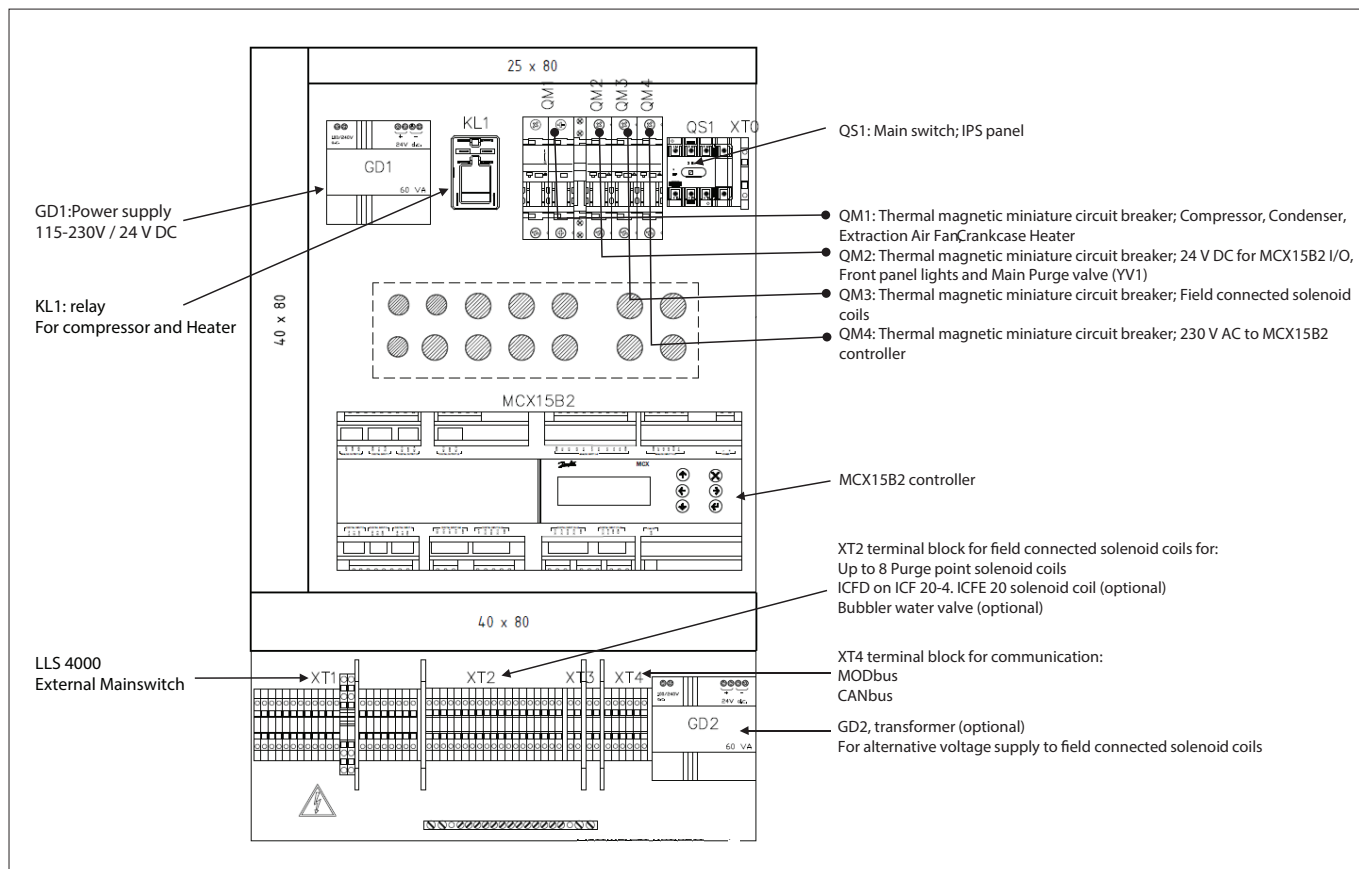 25 x 80
QM1
QM2
QM3
QM4
KL1
QS1
XT0
QS1: Main switch; IPS panel
24V d.c.
GD1
60 VA
GD1:Power supply
115-230V / 24 V DC
QM1: Thermal magnetic miniature circuit breaker; Compressor, Condenser,
Extraction Air Fan,Crankcase Heater
QM2: Thermal magnetic miniature circuit breaker; 24 V DC for MCX15B2 I/O,
Front panel lights and Main Purge valve (YV1)
QM3: Thermal magnetic miniature circuit breaker; Field connected solenoid
coils
QM4: Thermal magnetic miniature circuit breaker; 230 V AC to MCX15B2
controller
KL1: relay
For compressor and Heater
40 x 80
MCX15B2
Danfoss
MCX
MCX15B2 controller
XT2 terminal block for field connected solenoid coils for:
Up to 8 Purge point solenoid coils
ICFD on ICF 20-4. ICFE 20 solenoid coil (optional)
Bubbler water valve (optional)
40 x 80
LLS 4000
External Mainswitch
XT1
XT2
XT3
XT4
XT4 terminal block for communication:
MODbus
CANbus
24V d.c.
GD2
60 VA
GD2, transformer (optional)
For alternative voltage supply to field connected solenoid coils